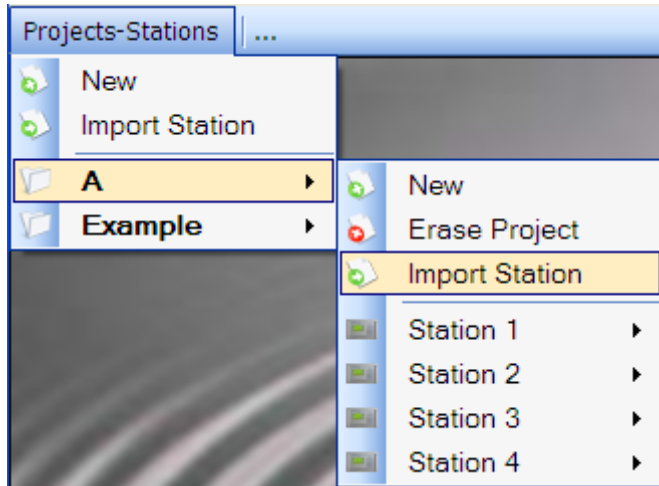 Projects-Stations ...
New
Import Station
A
Example
New
Erase Project
Import Station
Station 1
Station 2
Station 3
Station 4